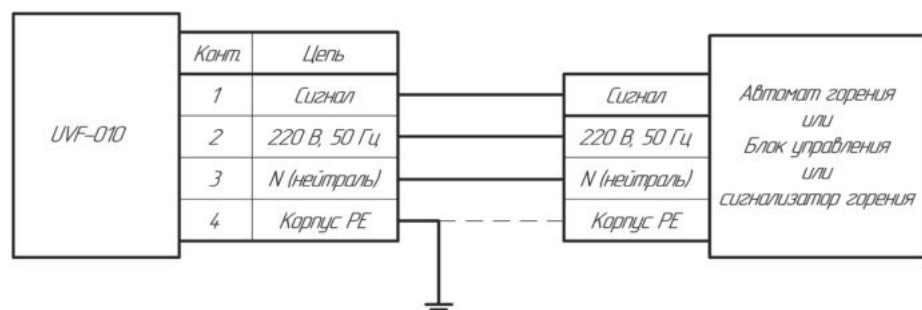 UVF-010
Конт. Цепь
1 Сигнал
2 220 В, 50 Гц
3 N (нейтраль)
4 Корпус PE
Сигнал
220 В, 50 Гц
N (нейтраль)
Корпус PE
Автомат горения
или
Блок управления
или
сигнализатор горения